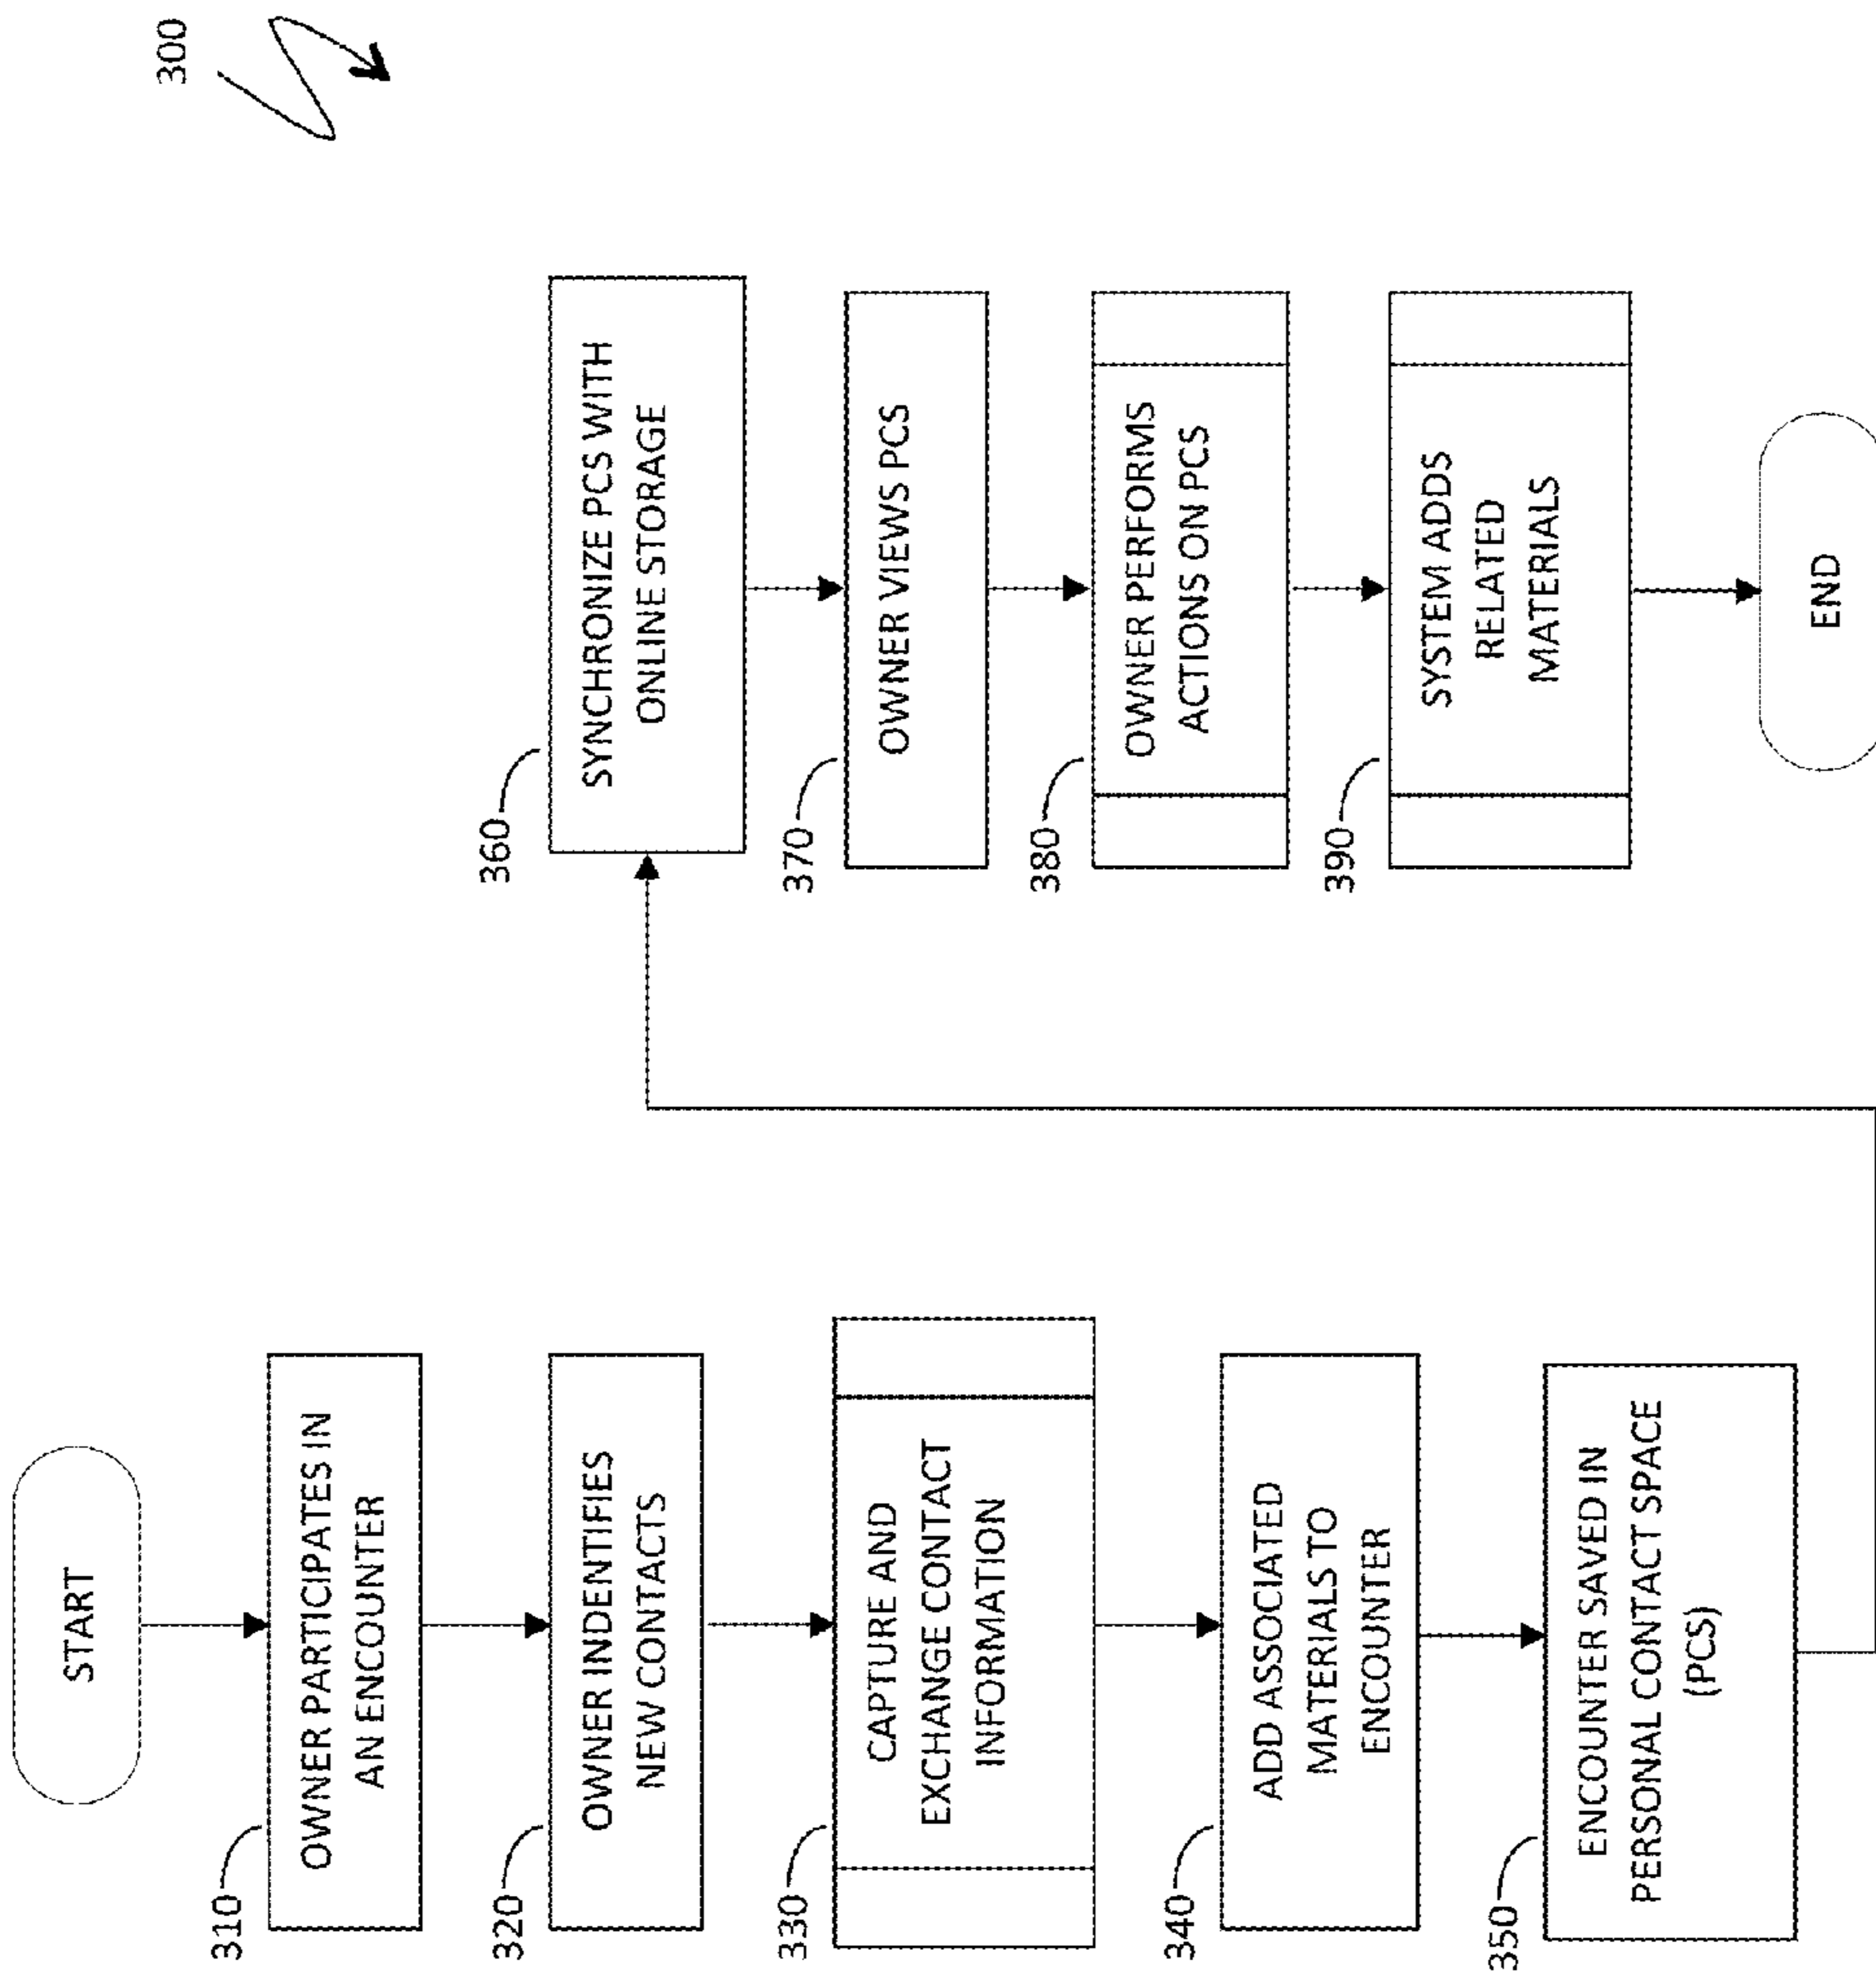 300
START
310
OWNER PARTICIPATES IN
AN ENCOUNTER
320
OWNER INDENTIFIES
NEW CONTACTS
330
CAPTURE AND
EXCHANGE CONTACT
INFORMATION
340
ADD ASSOCIATED
MATERIALS TO
ENCOUNTER
350
ENCOUNTER SAVED IN
PERSONAL CONTACT SPACE
(PCS)
360
SYNCHRONIZE PCS WITH
ONLINE STORAGE
370
OWNER VIEWS PCS
380
OWNER PERFORMS
ACTIONS ON PCS
390
SYSTEM ADDS
RELATED
MATERIALS
END